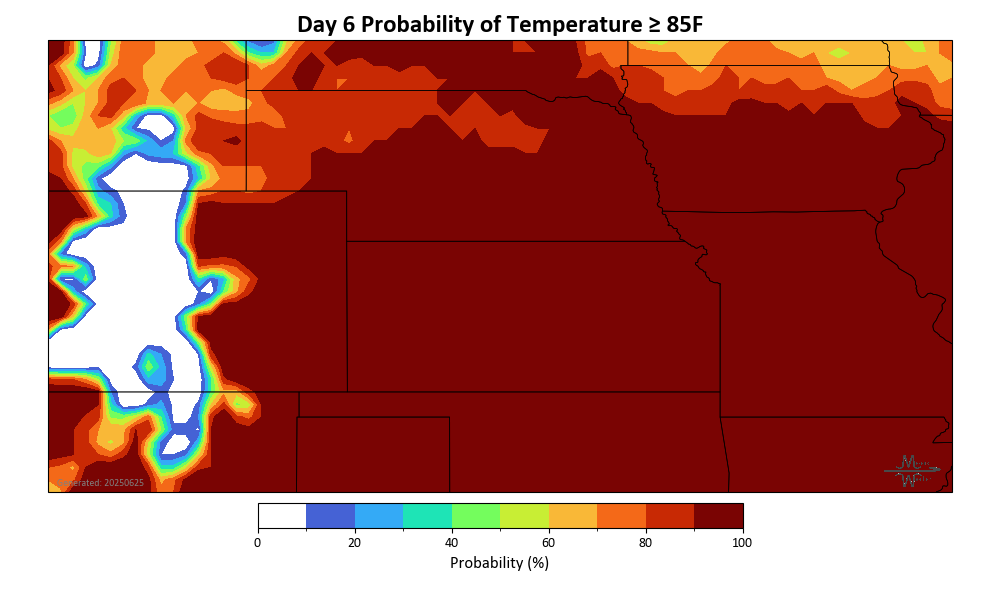 Day 6 Probability of Temperature ≥ 85F
Generated: 20250625
0 20 40 60 80 100
Probability (%)